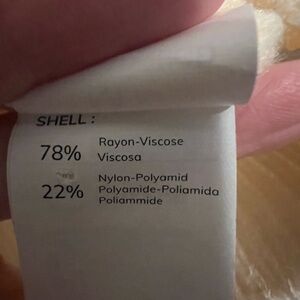 SHELL :
78% Rayon-Viscose
Viscosa
Nylon-Polyamid
22% Polyamide-Poliamida
Poliammide